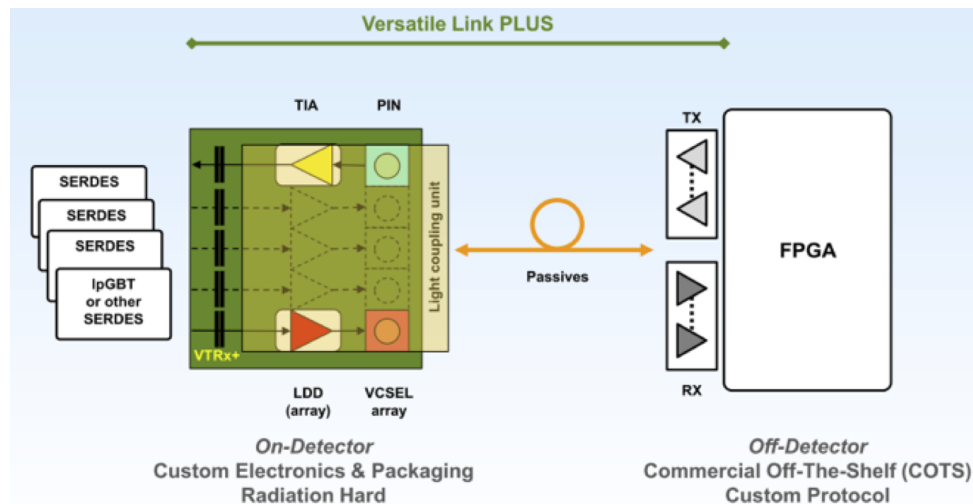 Versatile Link PLUS
TIA
PIN
TX
SERDES
SERDES
SERDES
lpGBT
or other
SERDES
Light coupling unit
Passives
FPGA
VTRx+
LDD
(array)
VCSEL
array
RX
On-Detector
Custom Electronics & Packaging
Radiation Hard
Off-Detector
Commercial Off-The-Shelf (COTS)
Custom Protocol